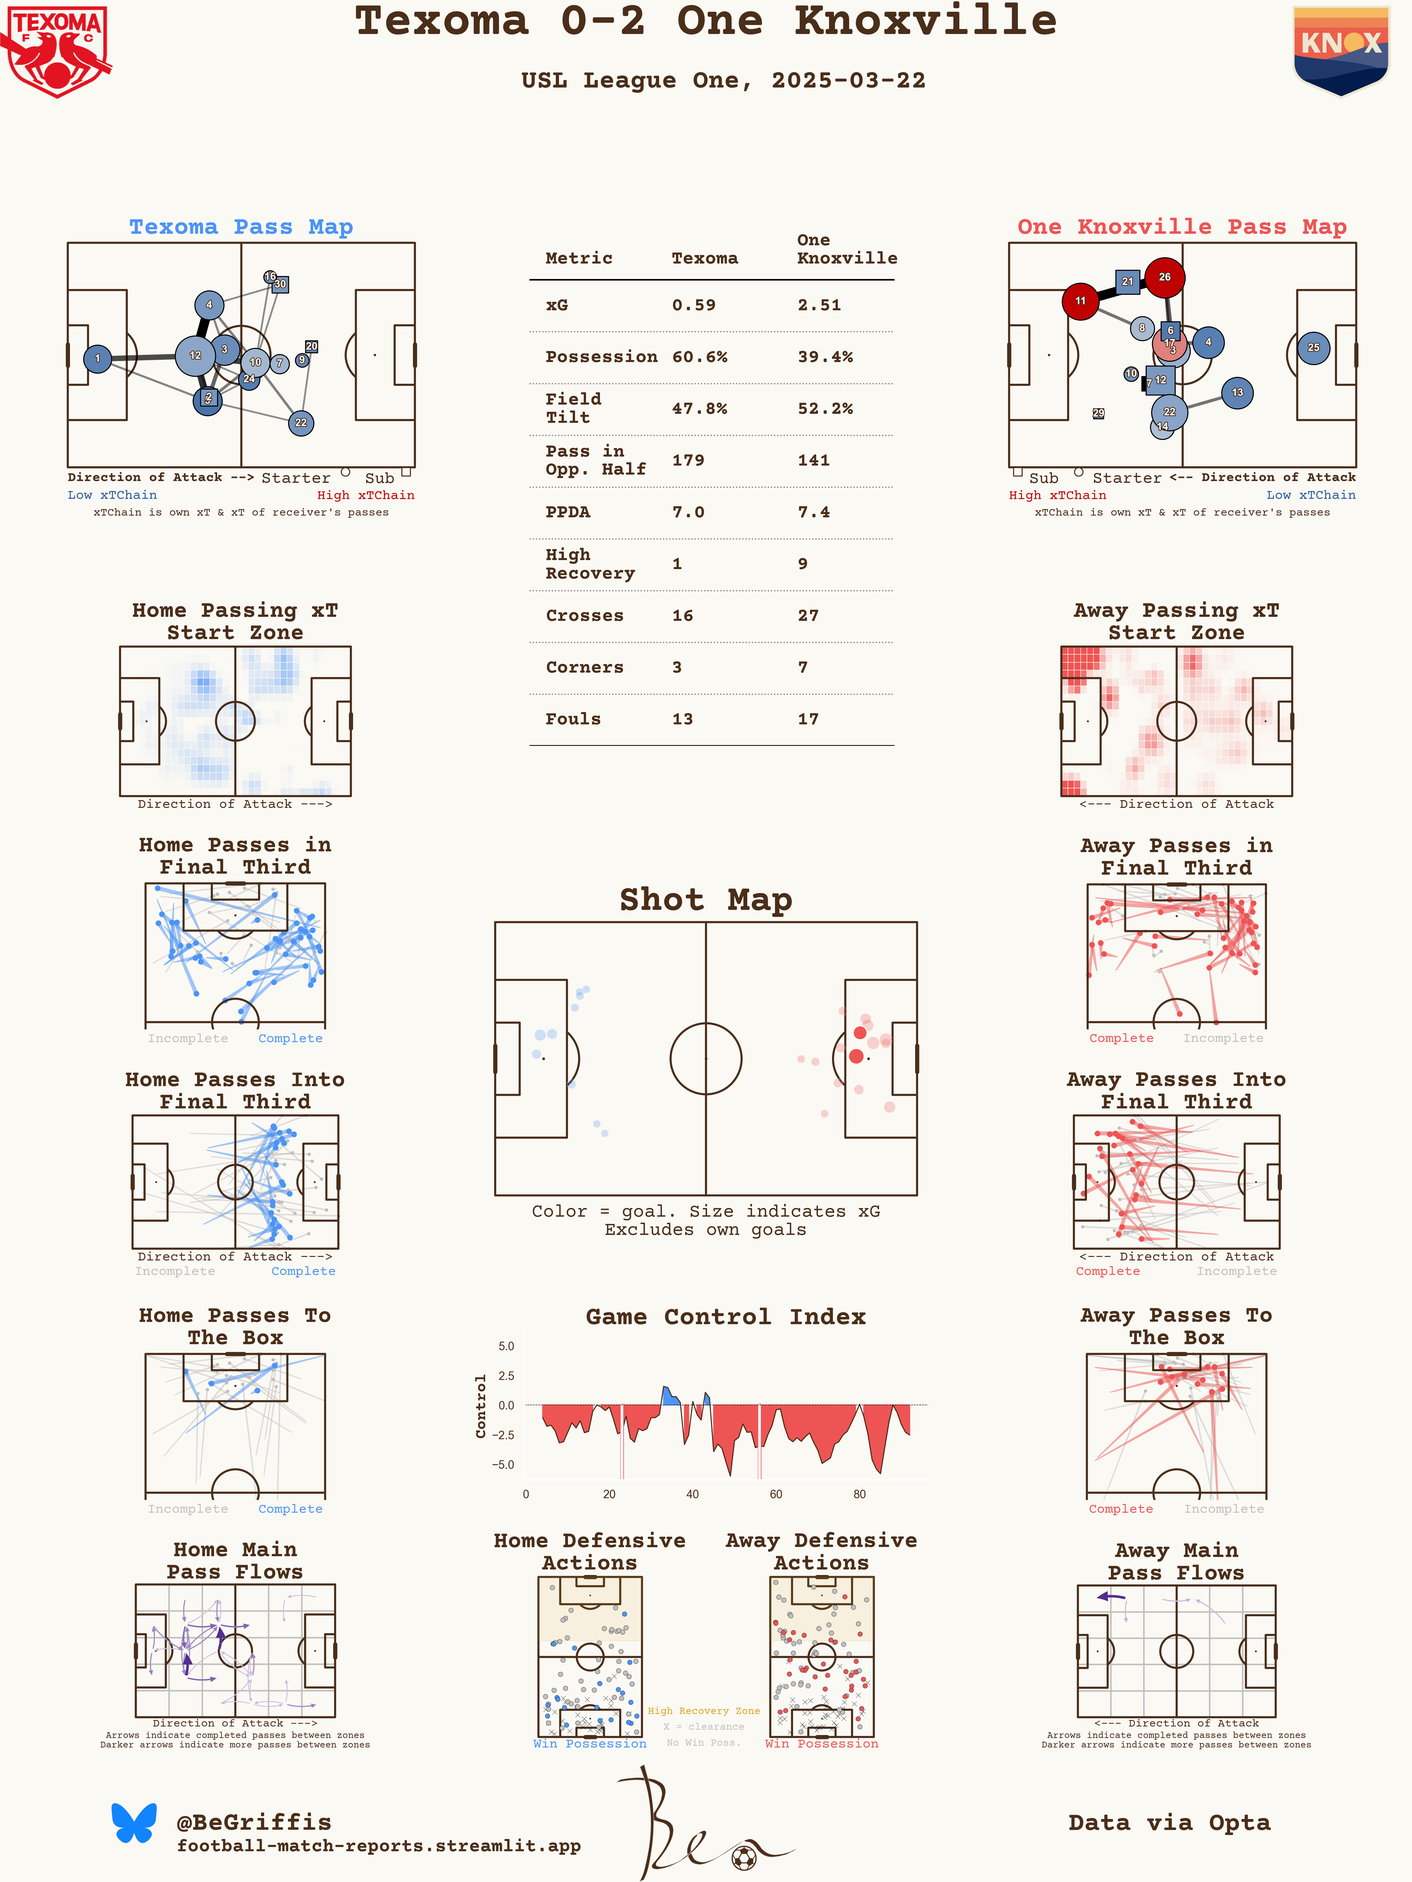 Texoma 0–2 One Knoxville
USL League One, 2025-03-22
TEXOMA
F C
KNOX
Texoma Pass Map
16
30
4
1
12
3
10
7
9
20
24
2
22
Direction of Attack --> Starter Sub
Low xTChain High xTChain
xTChain is own xT & xT of receiver's passes
Metric Texoma One Knoxville
xG 0.59 2.51
Possession 60.6% 39.4%
Field Tilt 47.8% 52.2%
Pass in Opp. Half 179 141
PPDA 7.0 7.4
High Recovery 1 9
Crosses 16 27
Corners 3 7
Fouls 13 17
One Knoxville Pass Map
26
21
11
8
6
17
3
4
25
10
7
12
13
29
22
14
Sub Starter <-- Direction of Attack
High xTChain Low xTChain
xTChain is own xT & xT of receiver's passes
Home Passing xT
Start Zone
Direction of Attack --->
Home Passes in
Final Third
Incomplete Complete
Home Passes Into
Final Third
Direction of Attack --->
Incomplete Complete
Home Passes To
The Box
Incomplete Complete
Home Main
Pass Flows
Direction of Attack --->
Arrows indicate completed passes between zones
Darker arrows indicate more passes between zones
Shot Map
Color = goal. Size indicates xG
Excludes own goals
Game Control Index
Control
5.0
2.5
0.0
−2.5
−5.0
0 20 40 60 80
Home Defensive
Actions
Win Possession
Away Defensive
Actions
Win Possession
High Recovery Zone
X = clearance
No Win Poss.
Away Passing xT
Start Zone
<--- Direction of Attack
Away Passes in
Final Third
Complete Incomplete
Away Passes Into
Final Third
<--- Direction of Attack
Complete Incomplete
Away Passes To
The Box
Complete Incomplete
Away Main
Pass Flows
<--- Direction of Attack
Arrows indicate completed passes between zones
Darker arrows indicate more passes between zones
@BeGriffis
football-match-reports.streamlit.app
Ben
Data via Opta